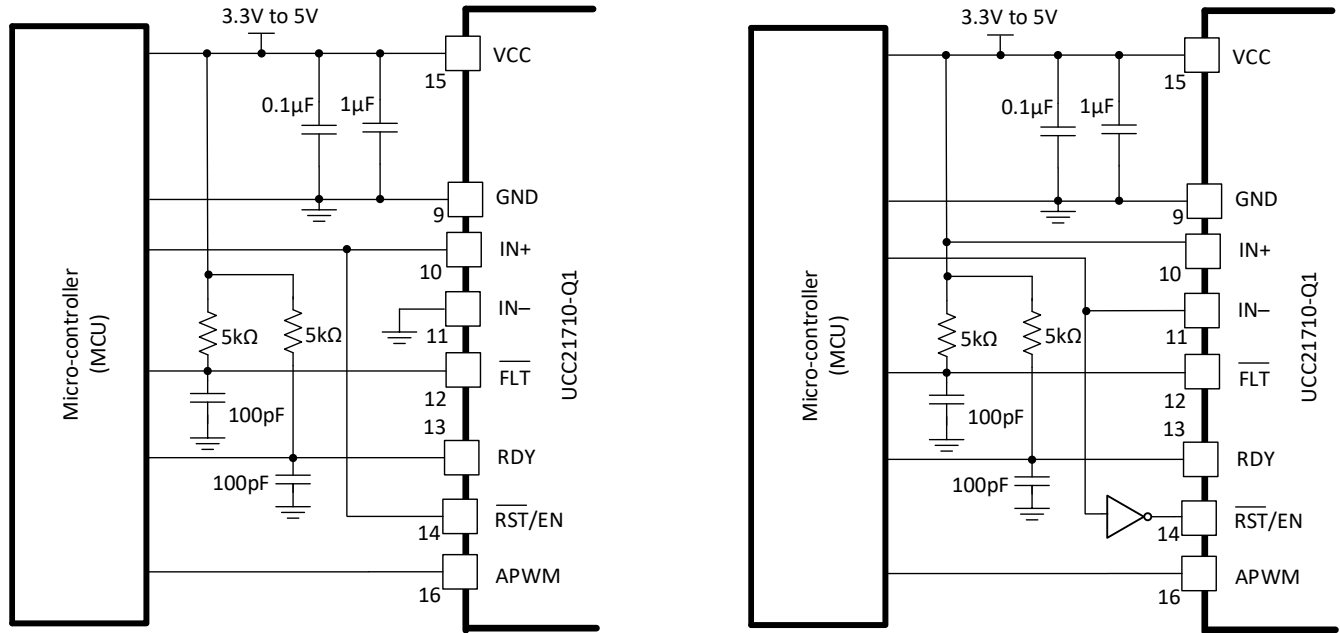 3.3V to 5V
VCC
15
0.1µF
1µF
GND
9
IN+
10
IN–
11
5kΩ
5kΩ
FLT
12
100pF
13
RDY
100pF
RST/EN
14
APWM
16
Micro-controller
(MCU)
UCC21710-Q1
3.3V to 5V
VCC
15
0.1µF
1µF
GND
9
IN+
10
IN–
11
5kΩ
5kΩ
FLT
12
100pF
13
RDY
100pF
RST/EN
14
APWM
16
Micro-controller
(MCU)
UCC21710-Q1